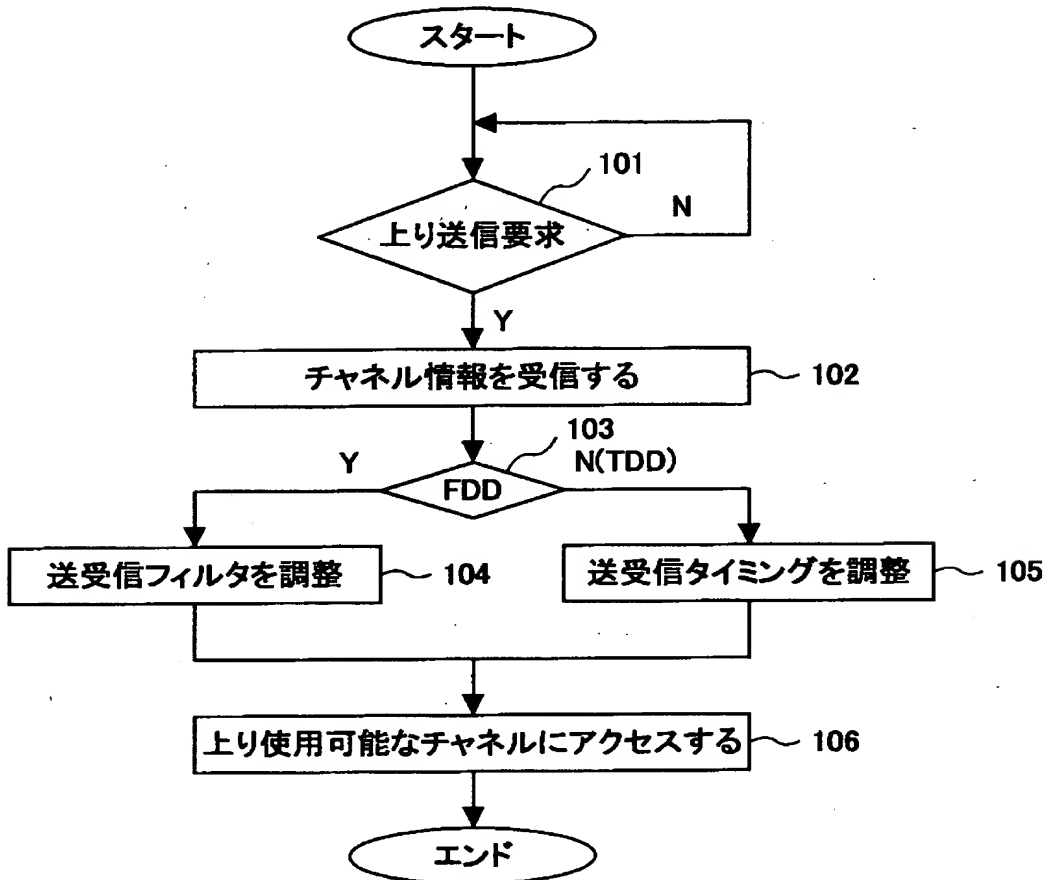 スタート
101
上り送信要求
N
Y
チャネル情報を受信する
102
103
Y
N(TDD)
FDD
送受信フィルタを調整
104
送受信タイミングを調整
105
上り使用可能なチャネルにアクセスする
106
エンド